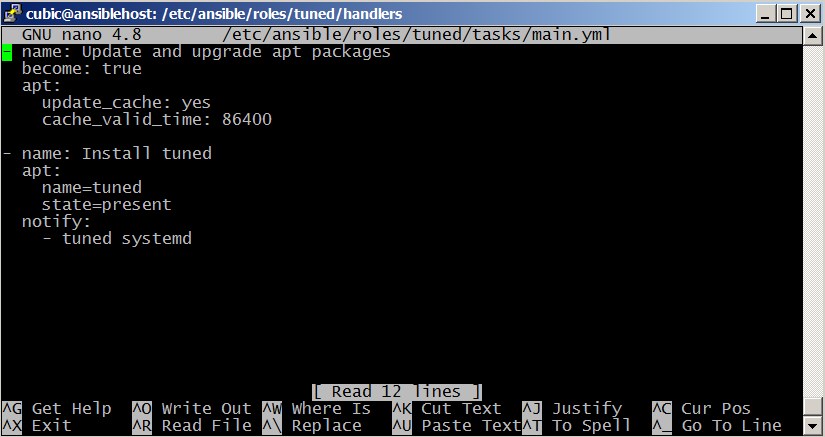 cubic@ansiblehost: /etc/ansible/roles/tuned/handlers
GNU nano 4.8 /etc/ansible/roles/tuned/tasks/main.yml
- name: Update and upgrade apt packages
  become: true
  apt:
    update_cache: yes
    cache_valid_time: 86400

- name: Install tuned
  apt:
    name=tuned
    state=present
  notify:
    - tuned systemd
[ Read 12 lines ]
^G Get Help ^O Write Out ^W Where Is ^K Cut Text ^J Justify ^C Cur Pos
^X Exit ^R Read File ^\ Replace ^U Paste Text ^T To Spell ^_ Go To Line